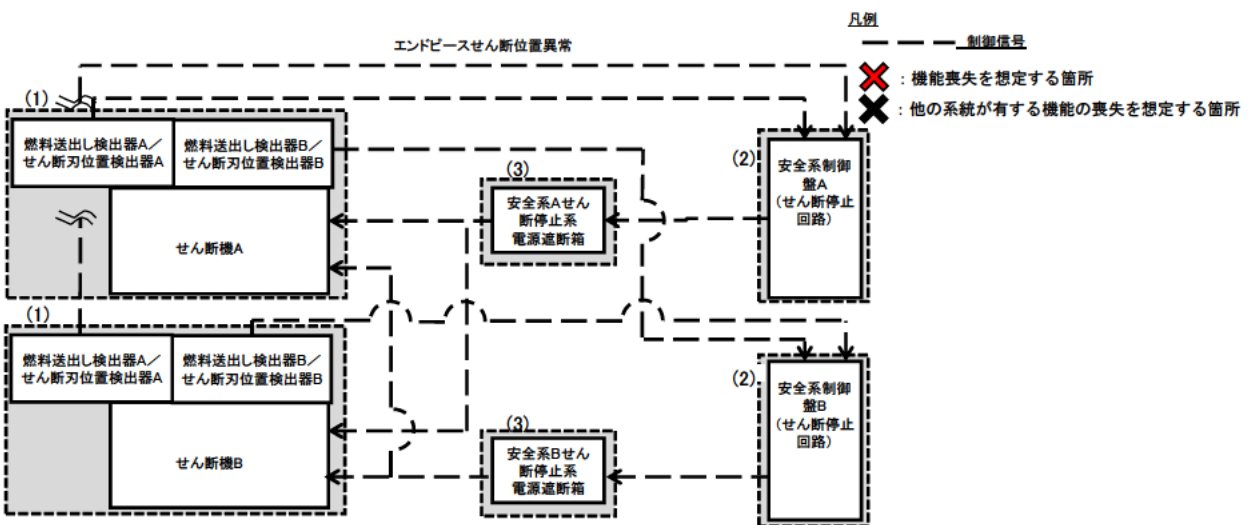 凡例
制御信号
エンドピースせん断位置異常
：機能喪失を想定する箇所
：他の系統が有する機能の喪失を想定する箇所
(1)
燃料送出し検出器A／
せん断刃位置検出器A
燃料送出し検出器B／
せん断刃位置検出器B
せん断機A
(3)
安全系Aせん
断停止系
電源遮断箱
(2)
安全系制御
盤A
(せん断停止
回路)
(1)
燃料送出し検出器A／
せん断刃位置検出器A
燃料送出し検出器B／
せん断刃位置検出器B
せん断機B
(3)
安全系Bせん
断停止系
電源遮断箱
(2)
安全系制御
盤B
(せん断停止
回路)